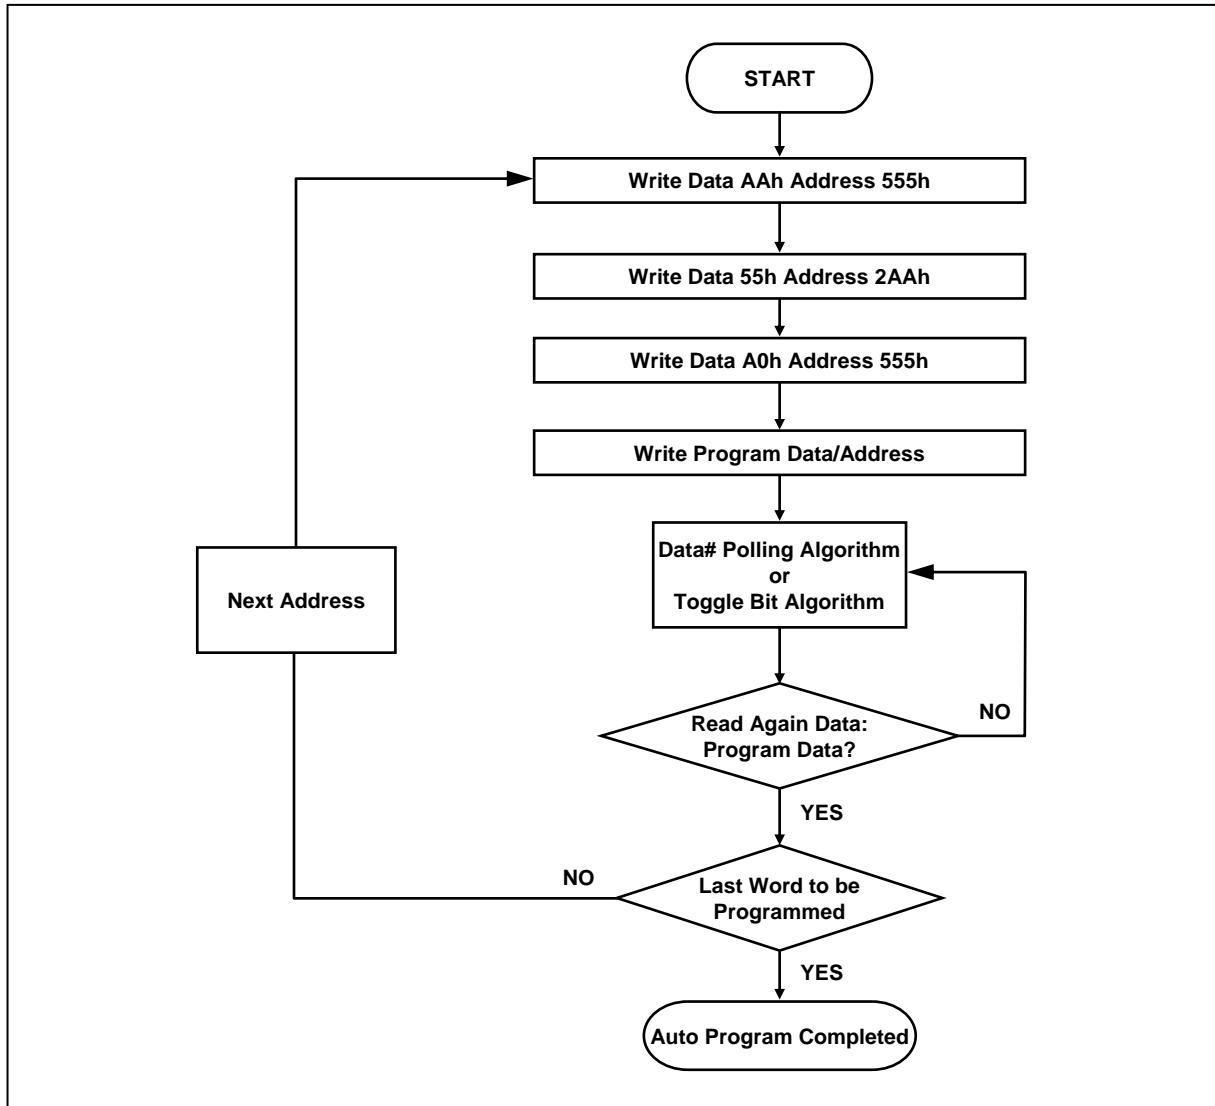 START
Write Data AAh Address 555h
Write Data 55h Address 2AAh
Write Data A0h Address 555h
Write Program Data/Address
Data# Polling Algorithm
or
Toggle Bit Algorithm
Next Address
Read Again Data:
Program Data?
NO
YES
Last Word to be
Programmed
NO
YES
Auto Program Completed